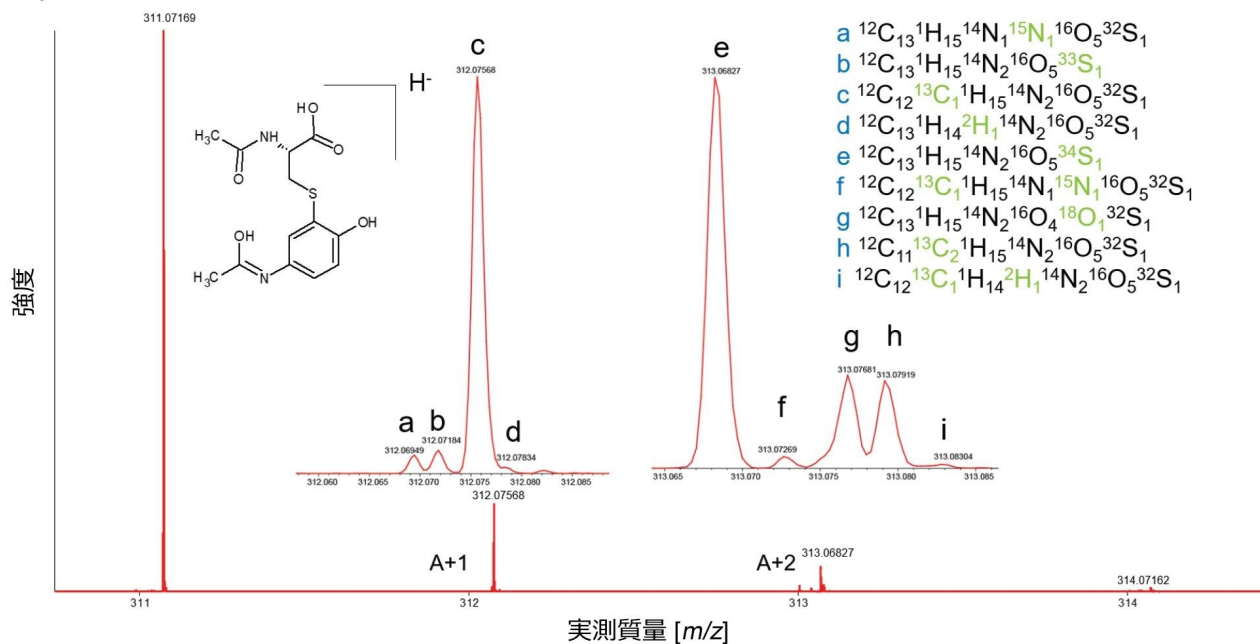 311.07169
H⁻
HO
O
NH
H₃C
O
S
OH
OH
H₃C
N
a
312.06949
b
312.07184
c
312.07568
d
312.07834
312.060 312.065 312.070 312.075 312.080 312.085
e
313.06827
f
313.07269
g
313.07681
h
313.07919
i
313.08304
313.065 313.070 313.075 313.080 313.085
a ¹²C₁₃¹H₁₅¹⁴N₁¹⁵N₁¹⁶O₅³²S₁
b ¹²C₁₃¹H₁₅¹⁴N₂¹⁶O₅³³S₁
c ¹²C₁₂¹³C₁¹H₁₅¹⁴N₂¹⁶O₅³²S₁
d ¹²C₁₃¹H₁₄²H₁¹⁴N₂¹⁶O₅³²S₁
e ¹²C₁₃¹H₁₅¹⁴N₂¹⁶O₅³⁴S₁
f ¹²C₁₂¹³C₁¹H₁₅¹⁴N₁¹⁵N₁¹⁶O₅³²S₁
g ¹²C₁₃¹H₁₅¹⁴N₂¹⁶O₄¹⁸O₁³²S₁
h ¹²C₁₁¹³C₂¹H₁₅¹⁴N₂¹⁶O₅³²S₁
i ¹²C₁₂¹³C₁¹H₁₄²H₁¹⁴N₂¹⁶O₅³²S₁
強度
312.07568
A+1
A+2
313.06827
314.07162
311 312 313 314
実測質量 [m/z]